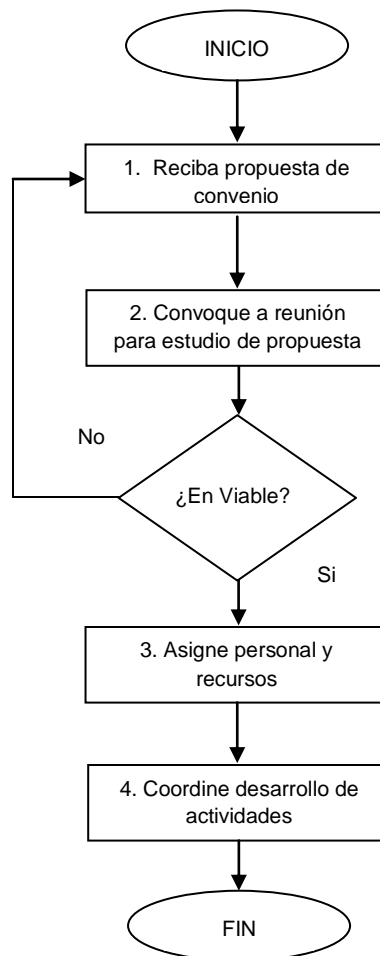 INICIO
1. Reciba propuesta de
convenio
2. Convoque a reunión
para estudio de propuesta
No
¿En Viable?
Si
3. Asigne personal y
recursos
4. Coordine desarrollo de
actividades
FIN